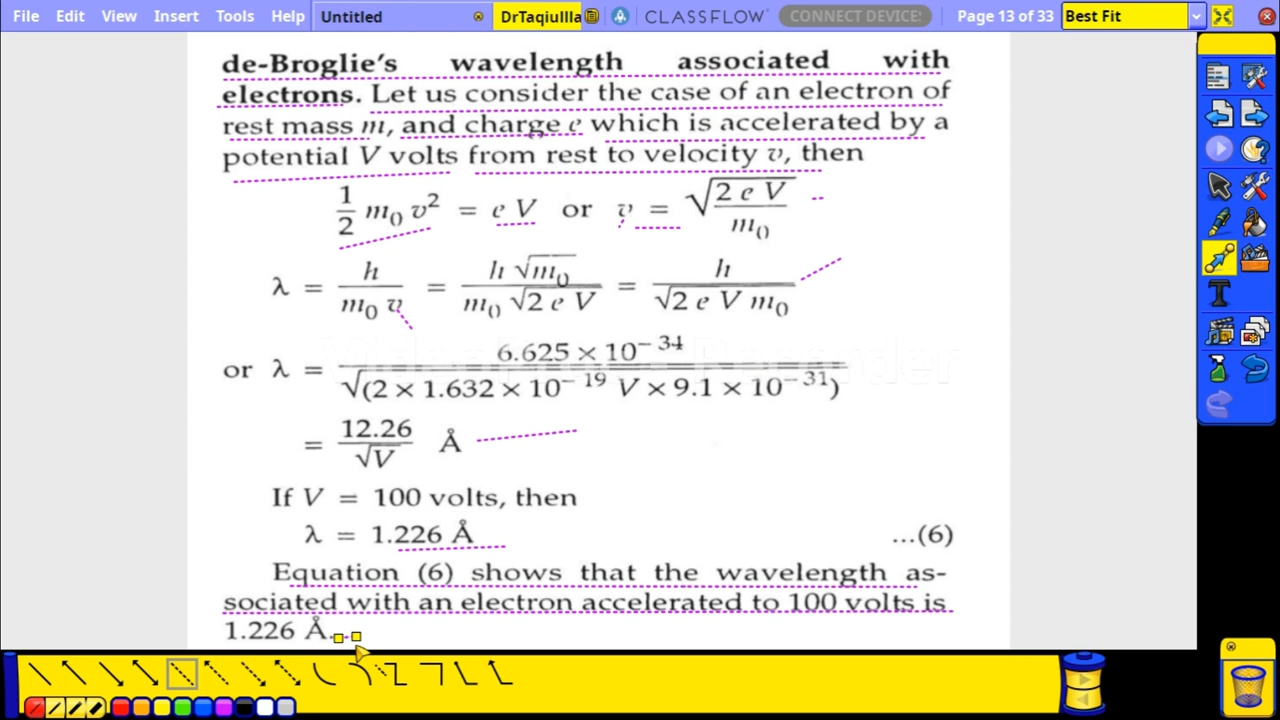 File Edit View Insert Tools Help Untitled DrTaqiullla CLASSFLOW CONNECT DEVICE: Page 13 of 33 Best Fit
de-Broglie's wavelength associated with
electrons. Let us consider the case of an electron of
rest mass m, and charge e which is accelerated by a
potential V volts from rest to velocity v, then
1/2 m₀ v² = e V or v = √(2 e V)/m₀
λ = h/(m₀ v) = h √m₀/(m₀ √2 e V) = h/(√2 e V m₀)
or λ = 6.625 × 10⁻³⁴/√(2 × 1.632 × 10⁻¹⁹ V × 9.1 × 10⁻³¹)
= 12.26/√V Å
If V = 100 volts, then
λ = 1.226 Å ...(6)
Equation (6) shows that the wavelength as-
sociated with an electron accelerated to 100 volts is
1.226 Å.